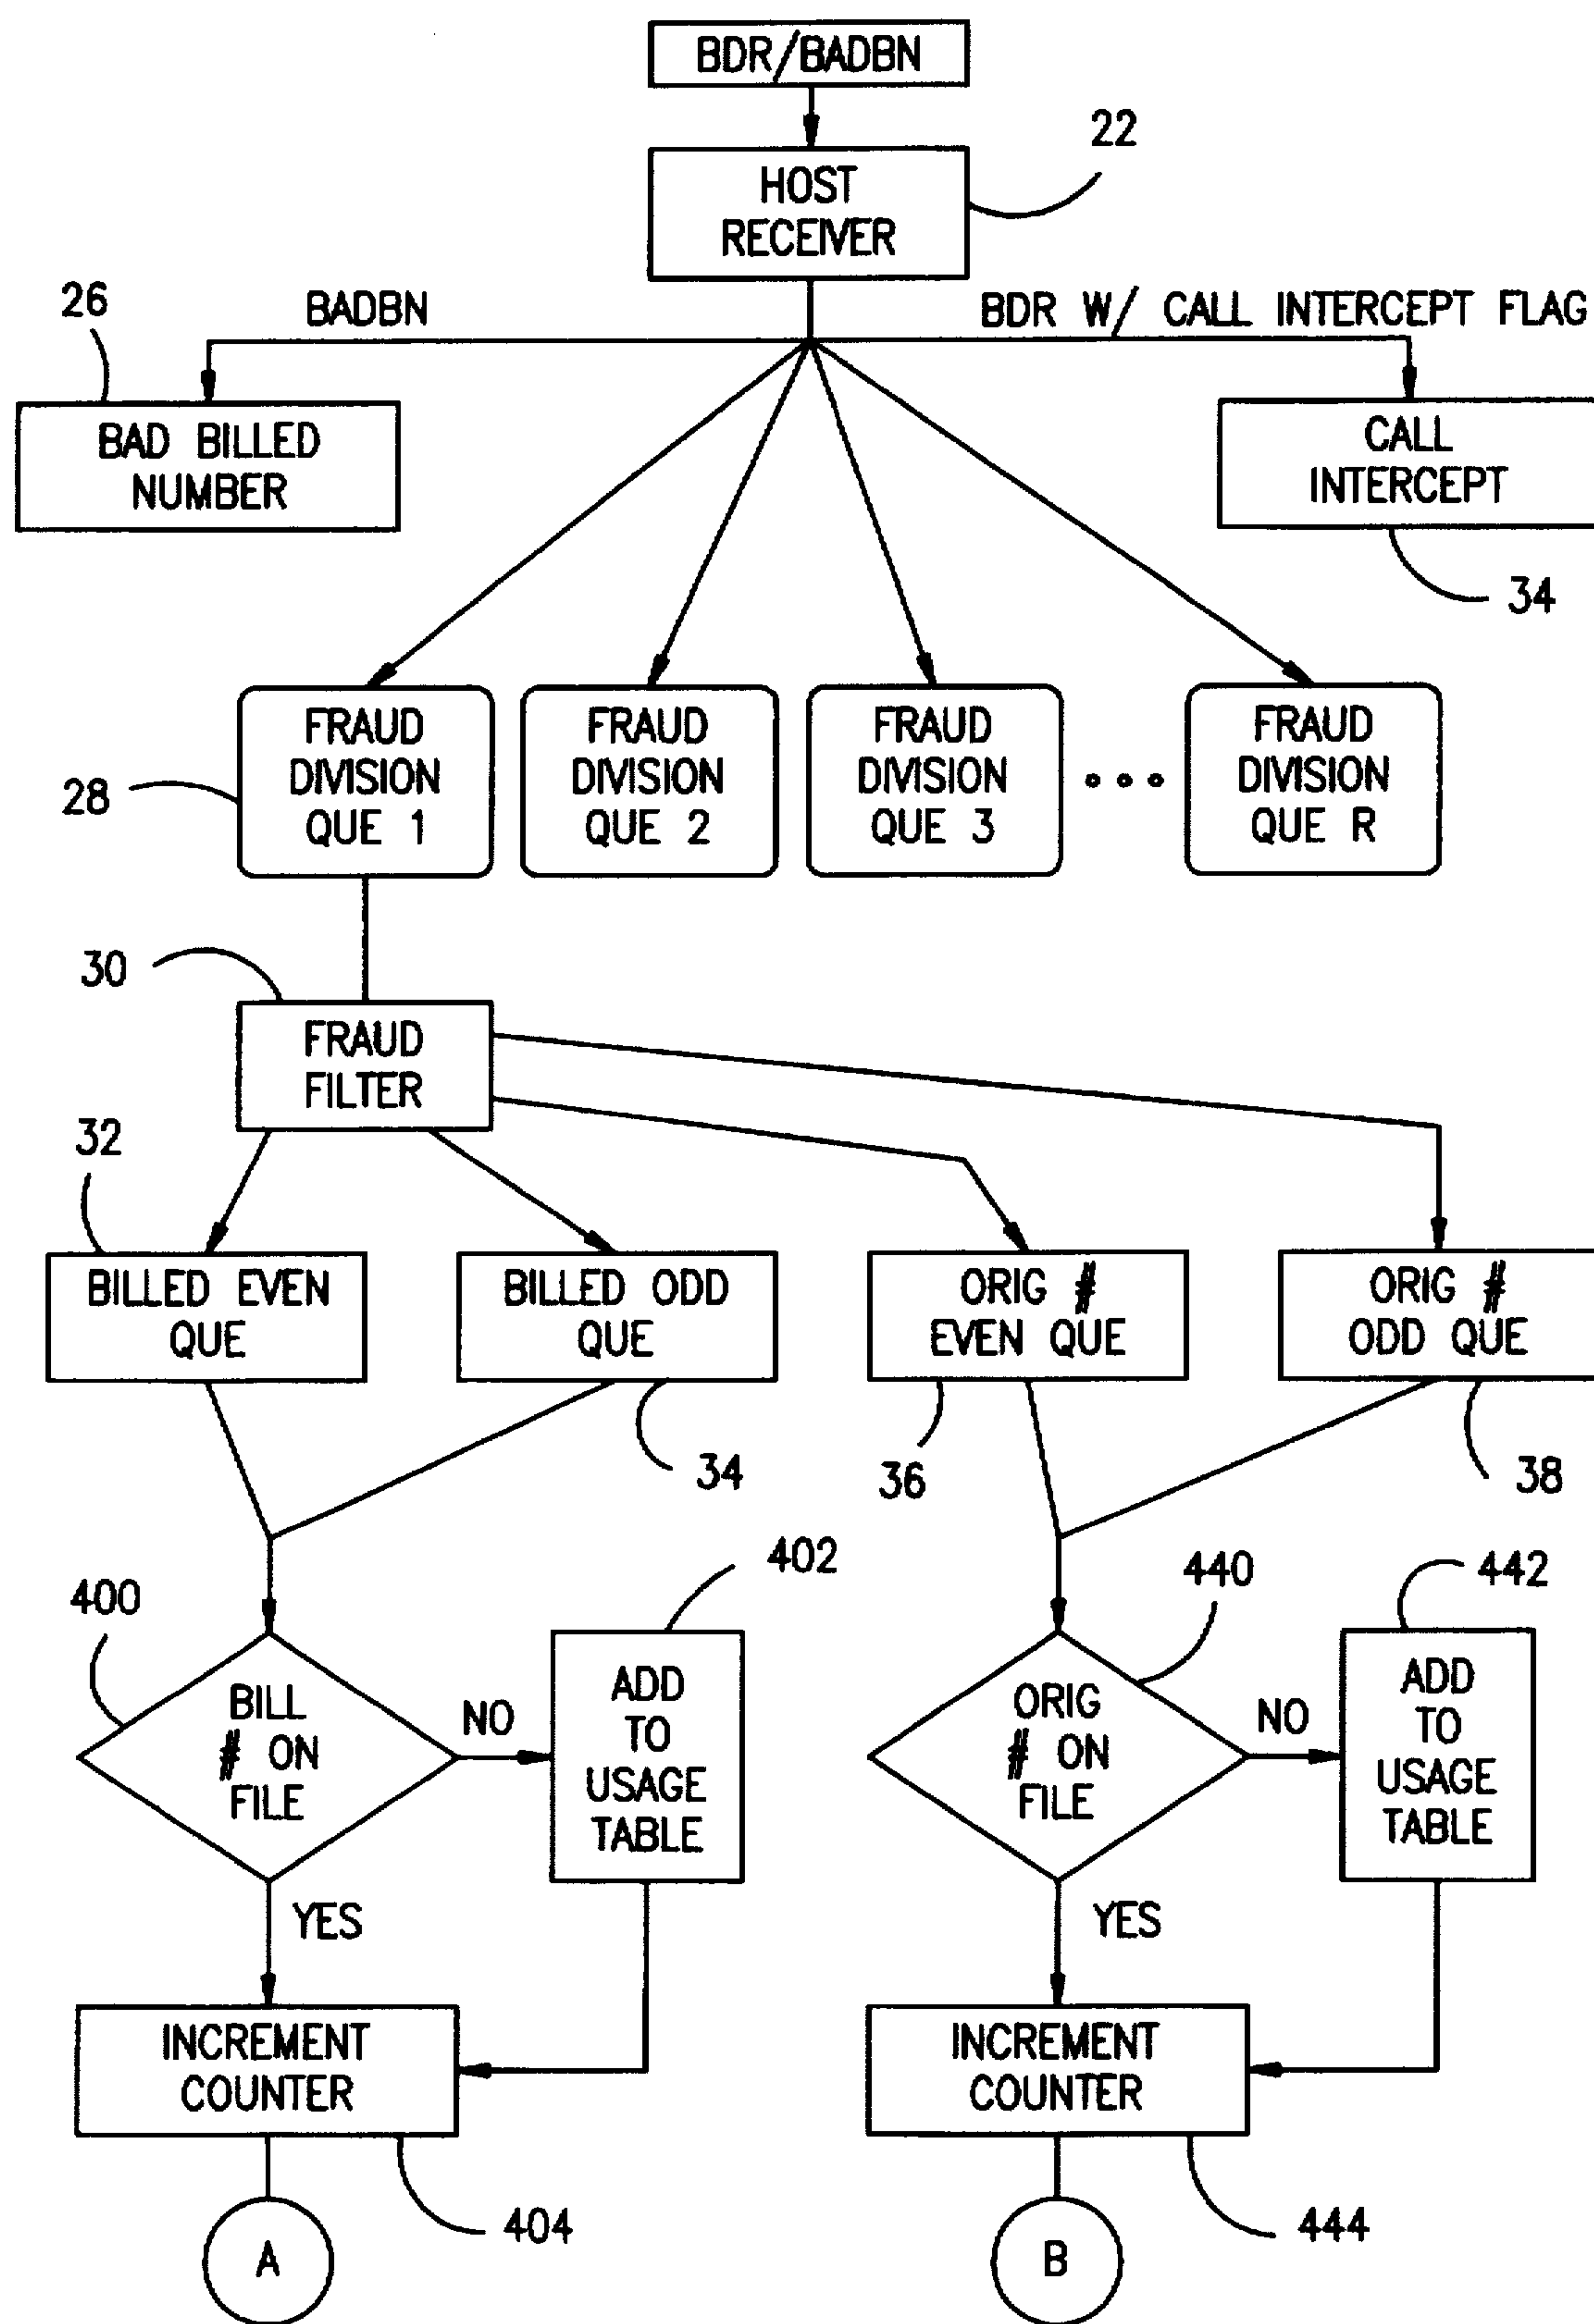 BDR/BADBN
22
HOST
RECEIVER
26
BADBN
BDR W/ CALL INTERCEPT FLAG
BAD BILLED
NUMBER
CALL
INTERCEPT
34
28
FRAUD
DIVISION
QUE 1
FRAUD
DIVISION
QUE 2
FRAUD
DIVISION
QUE 3
FRAUD
DIVISION
QUE R
30
FRAUD
FILTER
32
BILLED EVEN
QUE
BILLED ODD
QUE
ORIG #
EVEN QUE
ORIG #
ODD QUE
34
36
38
400
BILL
# ON
FILE
NO
402
ADD
TO
USAGE
TABLE
440
ORIG
# ON
FILE
NO
442
ADD
TO
USAGE
TABLE
YES
YES
INCREMENT
COUNTER
INCREMENT
COUNTER
404
444
A
B